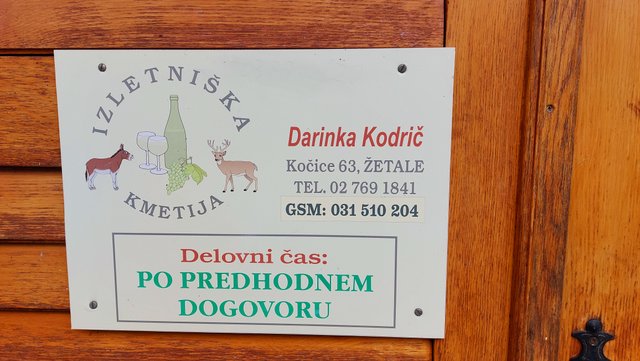 IZLETNIŠKA
KMETIJA
Darinka Kodrič
Kočice 63, ŽETALE
TEL. 02 769 1841
GSM: 031 510 204
Delovni čas:
PO PREDHODNEM
DOGOVORU